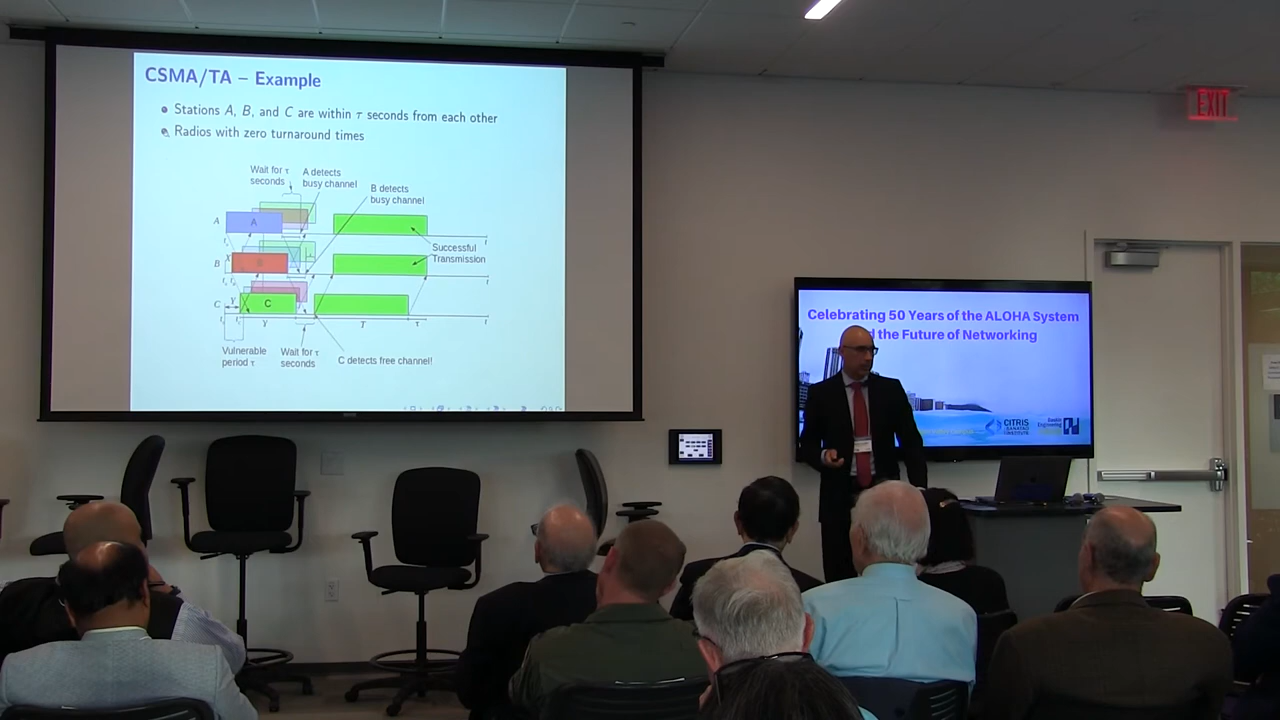 CSMA/TA – Example
Stations A, B, and C are within τ seconds from each other
Radios with zero turnaround times
Wait for τ
seconds
A detects
busy channel
B detects
busy channel
A
A
t
Successful
Transmission
B
t
C
Y
C
t
γ
T
τ
Vulnerable
period τ
Wait for τ
seconds
C detects free channel!
EXIT
Celebrating 50 Years of the ALOHA System
the Future of Networking
CITRIS
Engineering